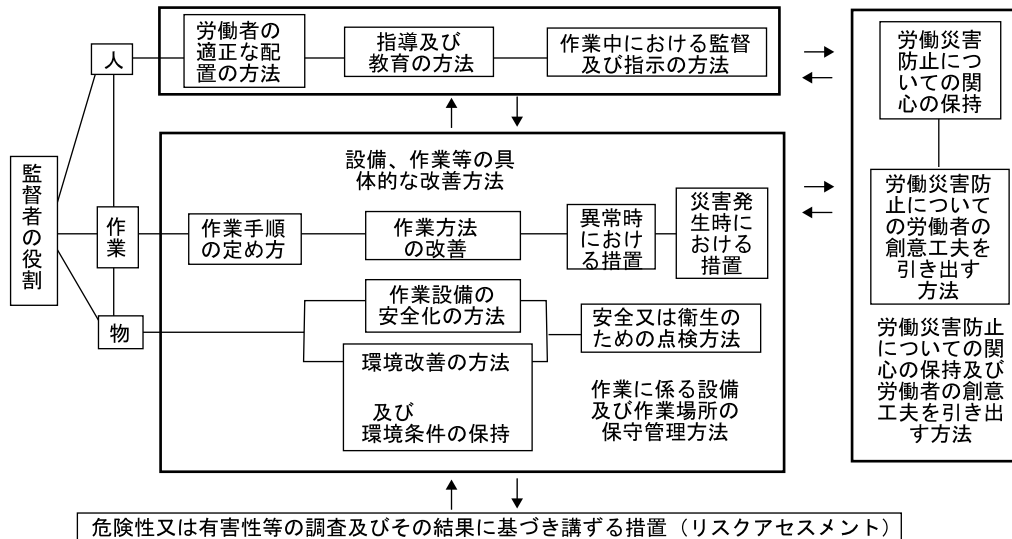 監督者の役割
人
作業
物
労働者の
適正な配
置の方法
指導及び
教育の方法
作業中における監督
及び指示の方法
設備、作業等の具
体的な改善方法
作業手順
の定め方
作業方法
の改善
異常時
におけ
る措置
災害発
生時に
おける
措置
作業設備の
安全化の方法
環境改善の方法
及び
環境条件の保持
安全又は衛生の
ための点検方法
作業に係る設備
及び作業場所の
保守管理方法
労働災害
防止につ
いての関
心の保持
労働災害防
止について
の労働者の
創意工夫を
引き出す
方法
労働災害防止
についての関
心の保持及び
労働者の創意
工夫を引き出
す方法
危険性又は有害性等の調査及びその結果に基づき講ずる措置（リスクアセスメント）